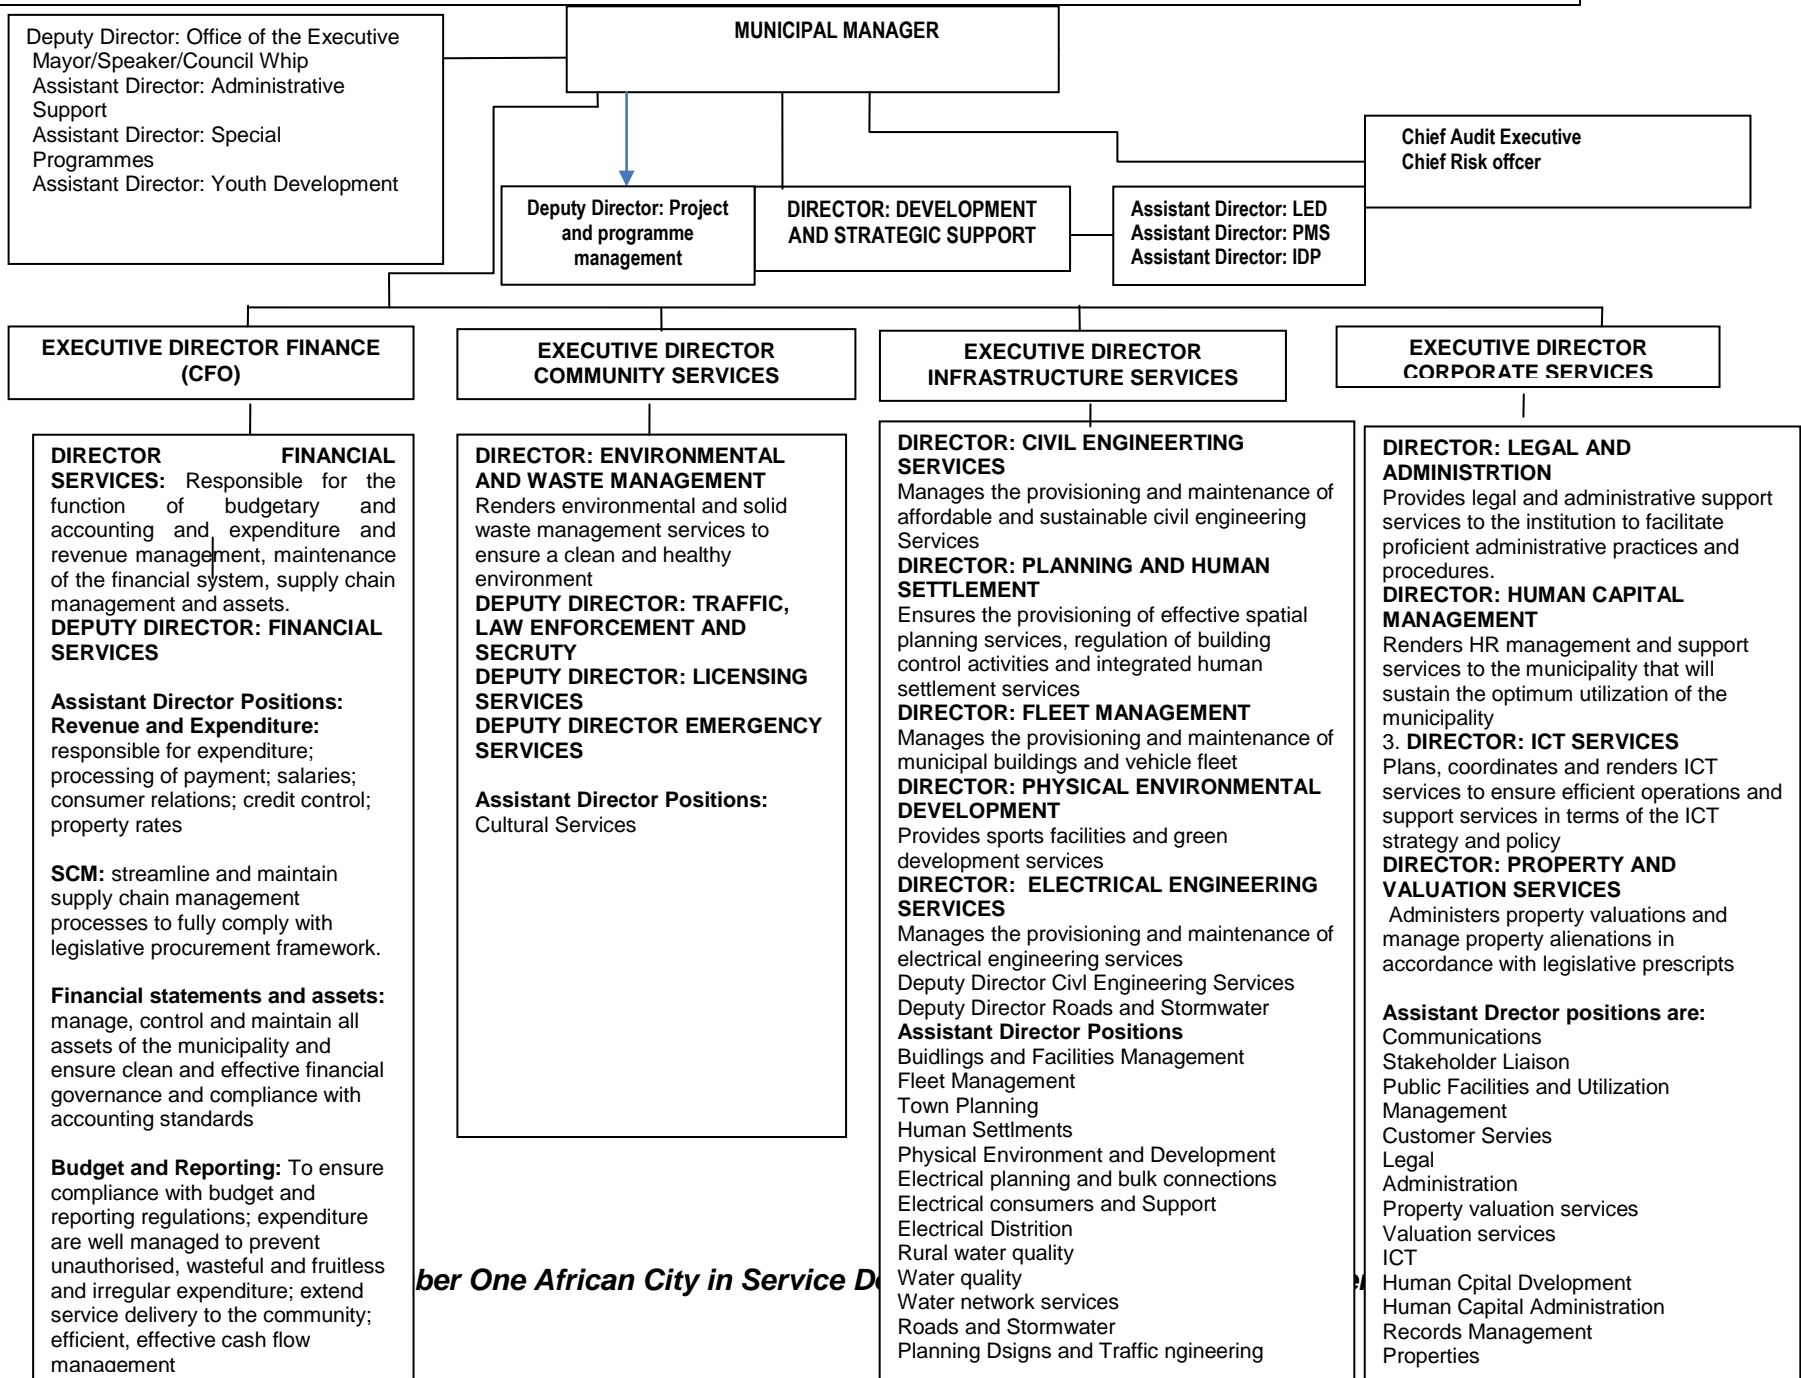 MUNICIPAL MANAGER
Deputy Director: Office of the Executive
Mayor/Speaker/Council Whip
Assistant Director: Administrative
Support
Assistant Director: Special
Programmes
Assistant Director: Youth Development
Chief Audit Executive
Chief Risk offcer
Deputy Director: Project
and programme
management
DIRECTOR: DEVELOPMENT
AND STRATEGIC SUPPORT
Assistant Director: LED
Assistant Director: PMS
Assistant Director: IDP
EXECUTIVE DIRECTOR FINANCE
(CFO)
EXECUTIVE DIRECTOR
COMMUNITY SERVICES
EXECUTIVE DIRECTOR
INFRASTRUCTURE SERVICES
EXECUTIVE DIRECTOR
CORPORATE SERVICES
DIRECTOR FINANCIAL
SERVICES: Responsible for the
function of budgetary and
accounting and expenditure and
revenue management, maintenance
of the financial system, supply chain
management and assets.
DEPUTY DIRECTOR: FINANCIAL
SERVICES
Assistant Director Positions:
Revenue and Expenditure:
responsible for expenditure;
processing of payment; salaries;
consumer relations; credit control;
property rates
SCM: streamline and maintain
supply chain management
processes to fully comply with
legislative procurement framework.
Financial statements and assets:
manage, control and maintain all
assets of the municipality and
ensure clean and effective financial
governance and compliance with
accounting standards
Budget and Reporting: To ensure
compliance with budget and
reporting regulations; expenditure
are well managed to prevent
unauthorised, wasteful and fruitless
and irregular expenditure; extend
service delivery to the community;
efficient, effective cash flow
management
DIRECTOR: ENVIRONMENTAL
AND WASTE MANAGEMENT
Renders environmental and solid
waste management services to
ensure a clean and healthy
environment
DEPUTY DIRECTOR: TRAFFIC,
LAW ENFORCEMENT AND
SECRUTY
DEPUTY DIRECTOR: LICENSING
SERVICES
DEPUTY DIRECTOR EMERGENCY
SERVICES
Assistant Director Positions:
Cultural Services
DIRECTOR: CIVIL ENGINEERTING
SERVICES
Manages the provisioning and maintenance of
affordable and sustainable civil engineering
Services
DIRECTOR: PLANNING AND HUMAN
SETTLEMENT
Ensures the provisioning of effective spatial
planning services, regulation of building
control activities and integrated human
settlement services
DIRECTOR: FLEET MANAGEMENT
Manages the provisioning and maintenance of
municipal buildings and vehicle fleet
DIRECTOR: PHYSICAL ENVIRONMENTAL
DEVELOPMENT
Provides sports facilities and green
development services
DIRECTOR: ELECTRICAL ENGINEERING
SERVICES
Manages the provisioning and maintenance of
electrical engineering services
Deputy Director Civl Engineering Services
Deputy Director Roads and Stormwater
Assistant Director Positions
Buidlings and Facilities Management
Fleet Management
Town Planning
Human Settlments
Physical Environment and Development
Electrical planning and bulk connections
Electrical consumers and Support
Electrical Distrition
Rural water quality
Water quality
Water network services
Roads and Stormwater
Planning Dsigns and Traffic ngineering
DIRECTOR: LEGAL AND
ADMINISTRTION
Provides legal and administrative support
services to the institution to facilitate
proficient administrative practices and
procedures.
DIRECTOR: HUMAN CAPITAL
MANAGEMENT
Renders HR management and support
services to the municipality that will
sustain the optimum utilization of the
municipality
3. DIRECTOR: ICT SERVICES
Plans, coordinates and renders ICT
services to ensure efficient operations and
support services in terms of the ICT
strategy and policy
DIRECTOR: PROPERTY AND
VALUATION SERVICES
Administers property valuations and
manage property alienations in
accordance with legislative prescripts
Assistant Drector positions are:
Communications
Stakeholder Liaison
Public Facilities and Utilization
Management
Customer Servies
Legal
Administration
Property valuation services
Valuation services
ICT
Human Cpital Dvelopment
Human Capital Administration
Records Management
Properties
ber One African City in Service De